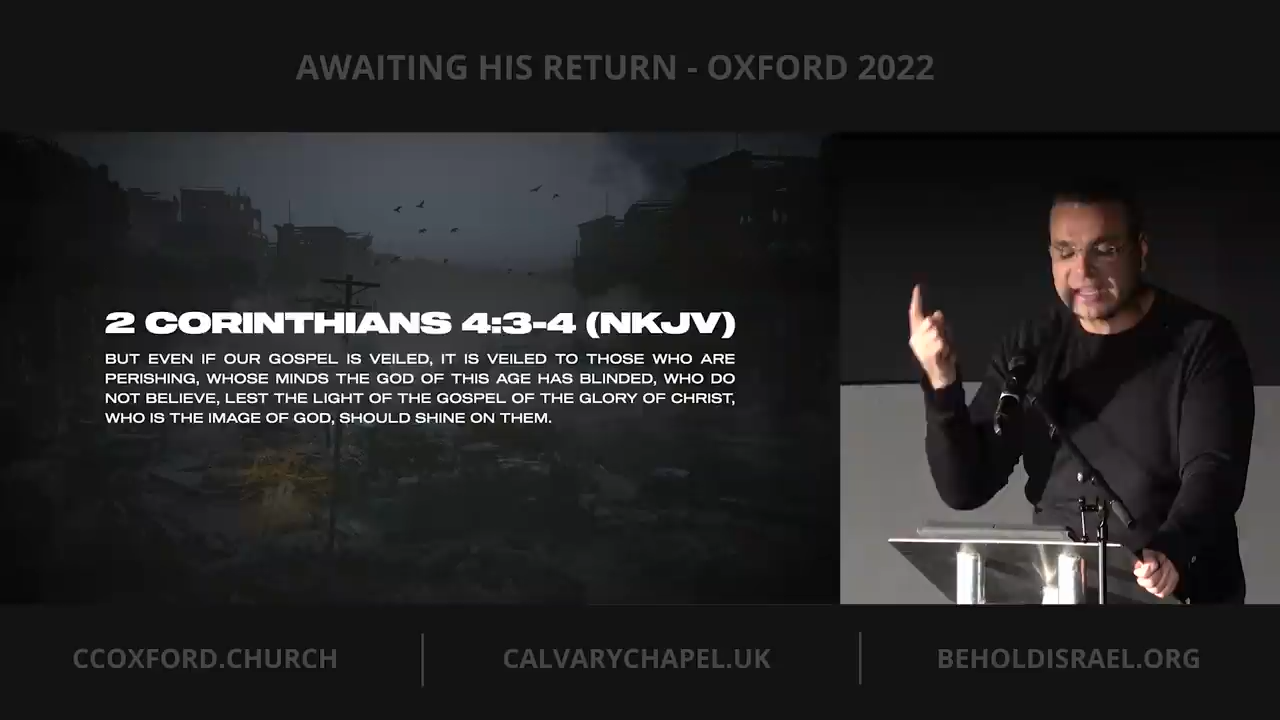 AWAITING HIS RETURN - OXFORD 2022
2 CORINTHIANS 4:3-4 (NKJV)
BUT EVEN IF OUR GOSPEL IS VEILED, IT IS VEILED TO THOSE WHO ARE
PERISHING, WHOSE MINDS THE GOD OF THIS AGE HAS BLINDED, WHO DO
NOT BELIEVE, LEST THE LIGHT OF THE GOSPEL OF THE GLORY OF CHRIST,
WHO IS THE IMAGE OF GOD, SHOULD SHINE ON THEM.
CCOXFORD.CHURCH
CALVARYCHAPEL.UK
BEHOLDISRAEL.ORG